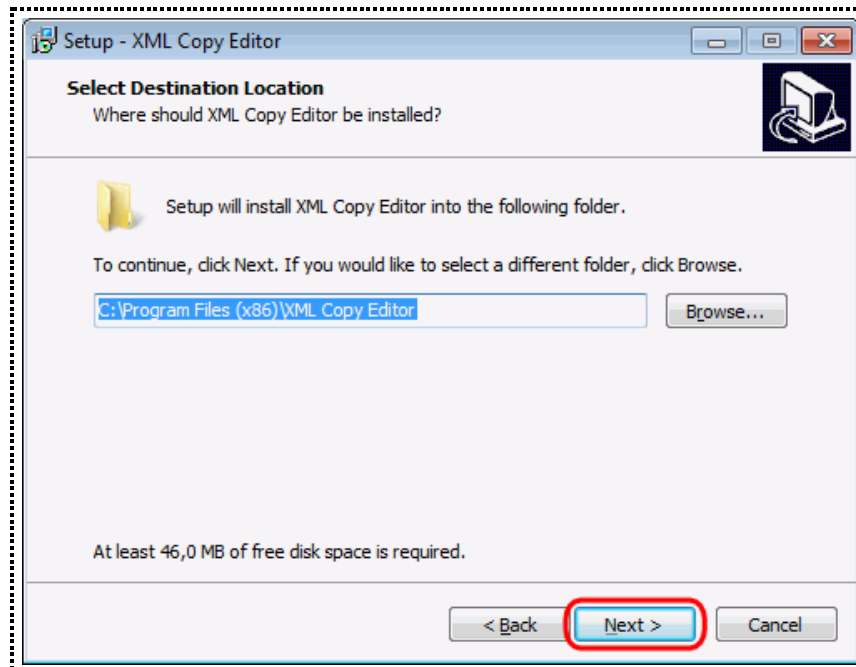 Setup - XML Copy Editor
Select Destination Location
Where should XML Copy Editor be installed?
Setup will install XML Copy Editor into the following folder.
To continue, click Next. If you would like to select a different folder, click Browse.
C:\Program Files (x86)\XML Copy Editor
Browse...
At least 46,0 MB of free disk space is required.
< Back Next > Cancel